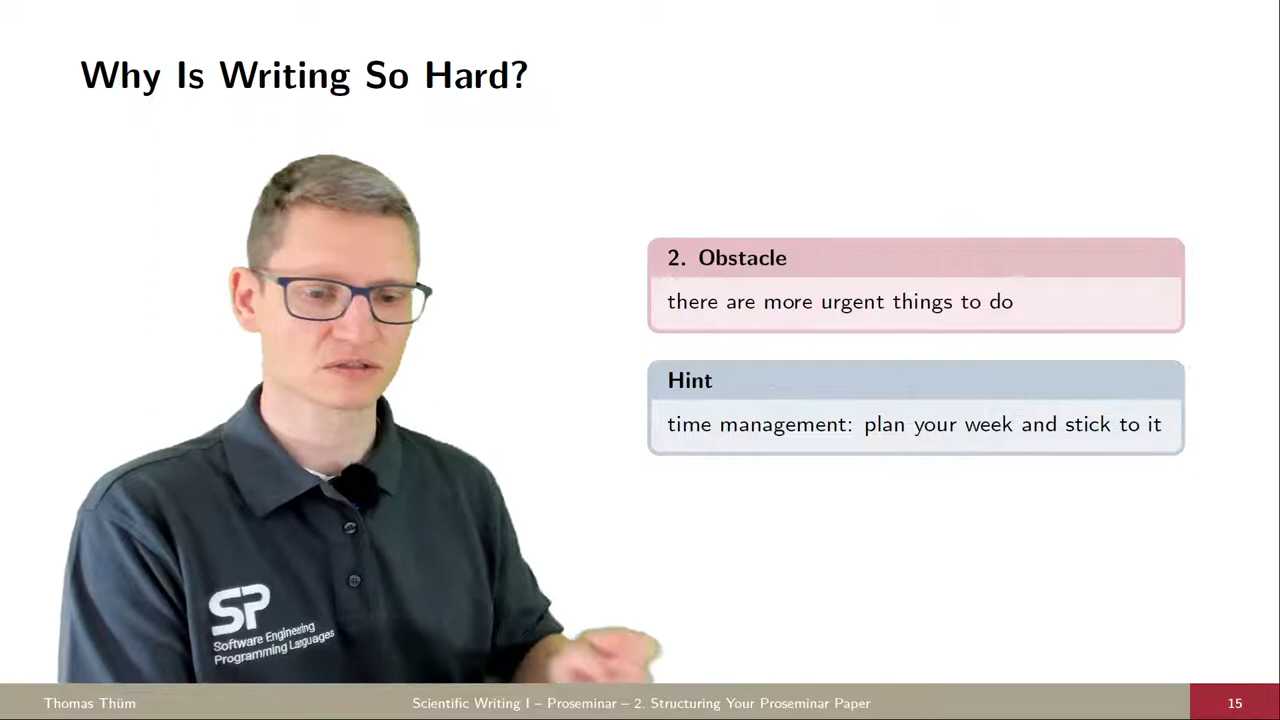 Why Is Writing So Hard?
2. Obstacle
there are more urgent things to do
Hint
time management: plan your week and stick to it
SP
Software Engineering
Programming Languages
Thomas Thüm
Scientific Writing I – Proseminar – 2. Structuring Your Proseminar Paper
15